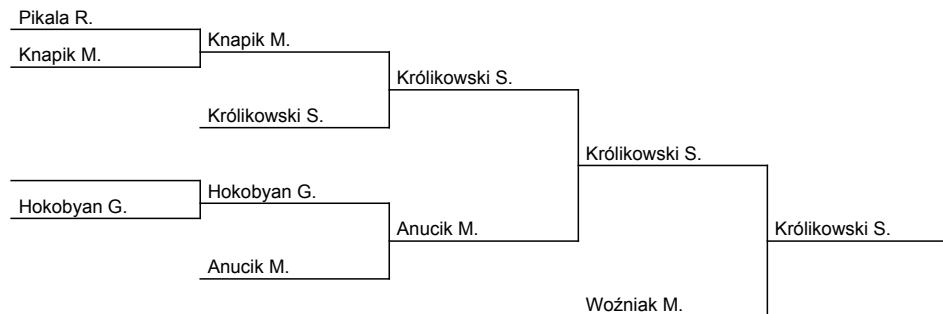 Pikala R.
Knapik M.
Knapik M.
Królikowski S.
Królikowski S.
Królikowski S.
Hokobyan G.
Hokobyan G.
Anucik M.
Królikowski S.
Anucik M.
Woźniak M.